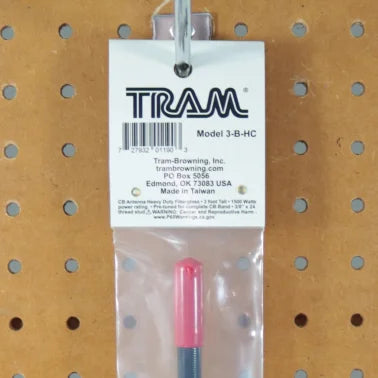 TRAM®
Model 3-B-HC
7 27932 01190 3
Tram-Browning, Inc.
trambrowning.com
PO Box 5056
Edmond, OK 73083 USA
Made in Taiwan
CB Antenna Heavy Duty Fiberglass • 3 Feet Tall • 1500 Watts
power rating • Pre-tuned for complete CB Band • 3/8" x 24
thread stud ⚠WARNING: Cancer and Reproductive Harm -
www.P65Warnings.ca.gov